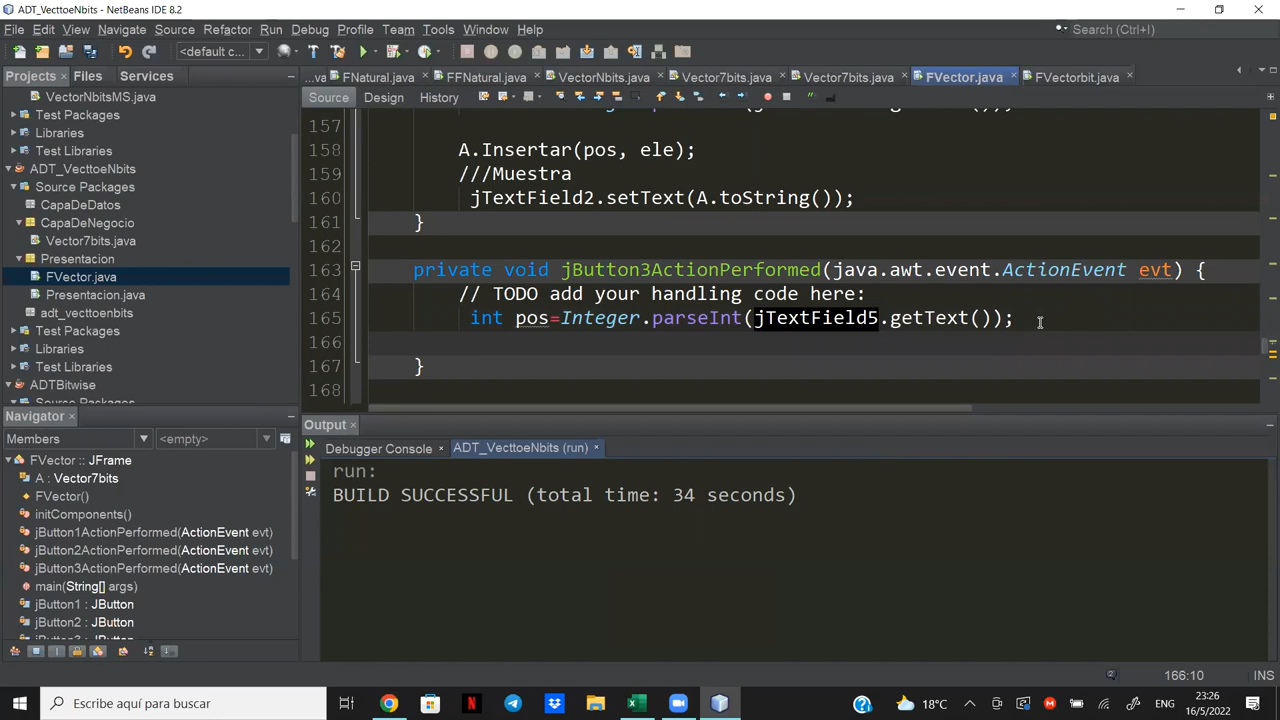 ADT_VecttoeNbits - NetBeans IDE 8.2
File Edit View Navigate Source Refactor Run Debug Profile Team Tools Window Help
Search (Ctrl+I)
<default c...
Projects Files Services
...va FNatural.java FFNatural.java VectorNbits.java Vector7bits.java Vector7bits.java FVector.java FVectorbit.java
Source Design History
VectorNbitsMS.java
Test Packages
Libraries
Test Libraries
ADT_VecttoeNbits
Source Packages
CapaDeDatos
CapaDeNegocio
Vector7bits.java
Presentacion
FVector.java
Presentacion.java
adt_vecttoenbits
Test Packages
Libraries
Test Libraries
ADTBitwise
157
158 A.Insertar(pos, ele);
159 ///Muestra
160 jTextField2.setText(A.toString());
161 }
162
163 private void jButton3ActionPerformed(java.awt.event.ActionEvent evt) {
164 // TODO add your handling code here:
165 int pos=Integer.parseInt(jTextField5.getText());
166
167 }
168
Navigator
Members <empty>
FVector :: JFrame
A : Vector7bits
FVector()
initComponents()
jButton1ActionPerformed(ActionEvent evt)
jButton2ActionPerformed(ActionEvent evt)
jButton3ActionPerformed(ActionEvent evt)
main(String[] args)
jButton1 : JButton
jButton2 : JButton
Output
Debugger Console ADT_VecttoeNbits (run)
run:
BUILD SUCCESSFUL (total time: 34 seconds)
166:10 INS
Escribe aquí para buscar
18°C
ENG
23:26
16/5/2022